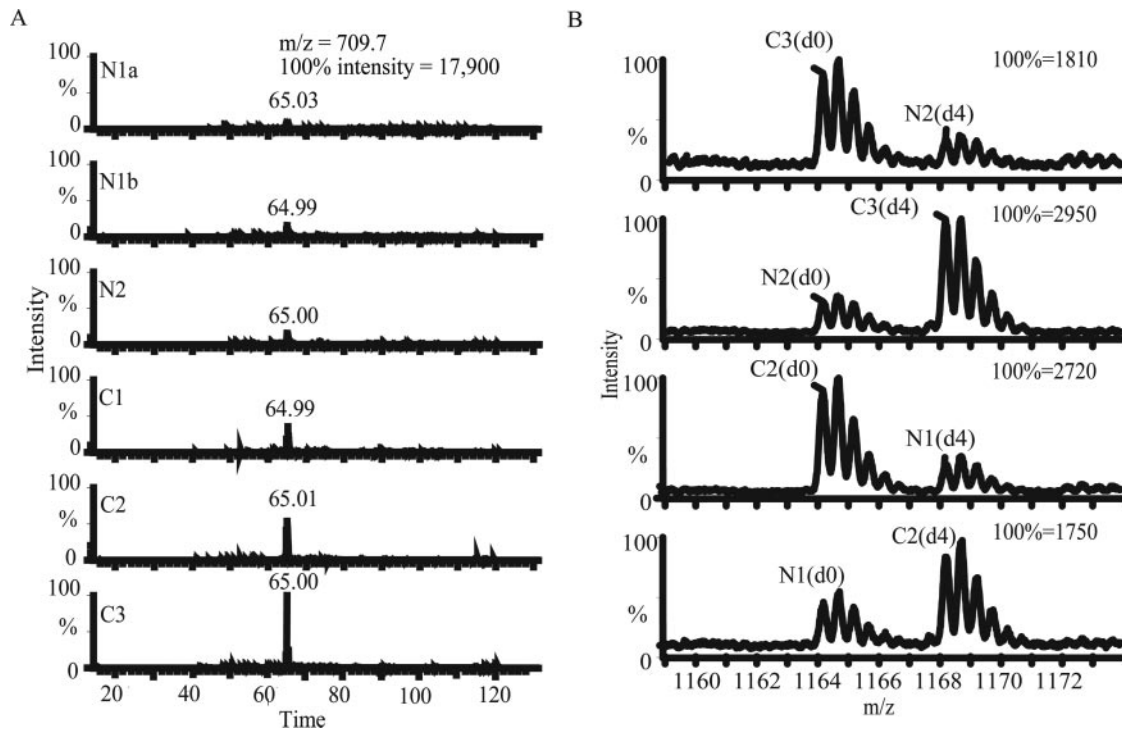 A
m/z = 709.7
100% intensity = 17,900
100
N1a
%
65.03
0
100
N1b
%
64.99
0
100
N2
%
65.00
0
100
C1
%
64.99
0
100
C2
%
65.01
0
100
C3
%
65.00
0
Intensity
20 40 60 80 100 120
Time
B
C3(d0)
100
100%=1810
N2(d4)
%
0
C3(d4)
100
100%=2950
N2(d0)
%
0
C2(d0)
100
100%=2720
N1(d4)
%
0
C2(d4)
100
100%=1750
N1(d0)
%
0
Intensity
1160 1162 1164 1166 1168 1170 1172
m/z